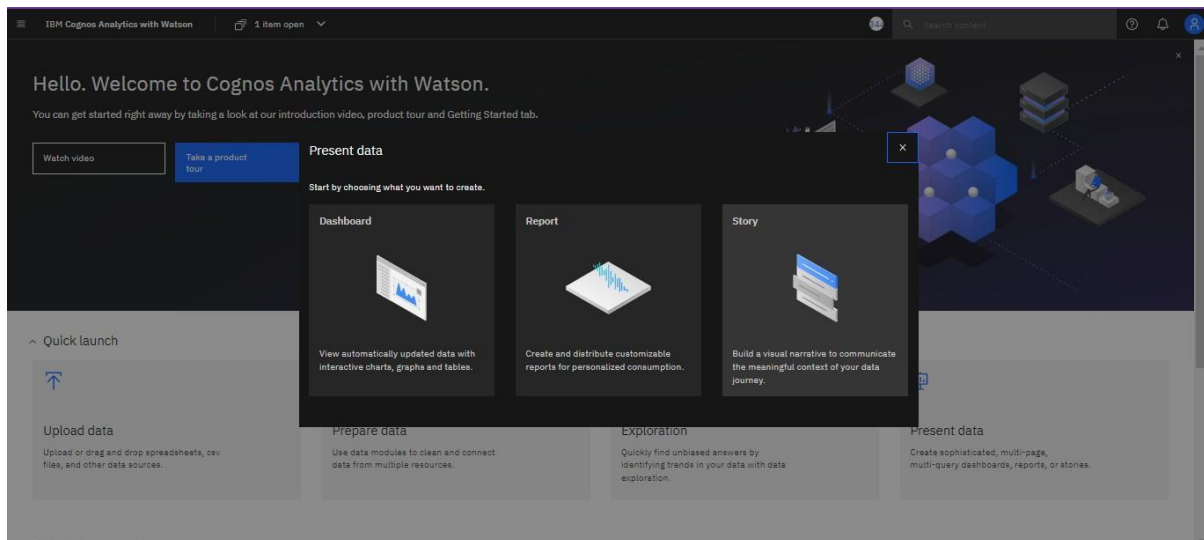 IBM Cognos Analytics with Watson
1 item open
Search content
Hello. Welcome to Cognos Analytics with Watson.
You can get started right away by taking a look at our introduction video, product tour and Getting Started tab.
Watch video
Take a product
tour
Present data
Start by choosing what you want to create.
Dashboard
View automatically updated data with
interactive charts, graphs and tables.
Report
Create and distribute customizable
reports for personalized consumption.
Story
Build a visual narrative to communicate
the meaningful context of your data
journey.
Quick launch
Upload data
Upload or drag and drop spreadsheets, csv
files, and other data sources.
Prepare data
Use data modules to clean and connect
data from multiple resources.
Exploration
Quickly find unbiased answers by
identifying trends in your data with data
exploration.
Present data
Create sophisticated, multi-page,
multi-query dashboards, reports, or stories.